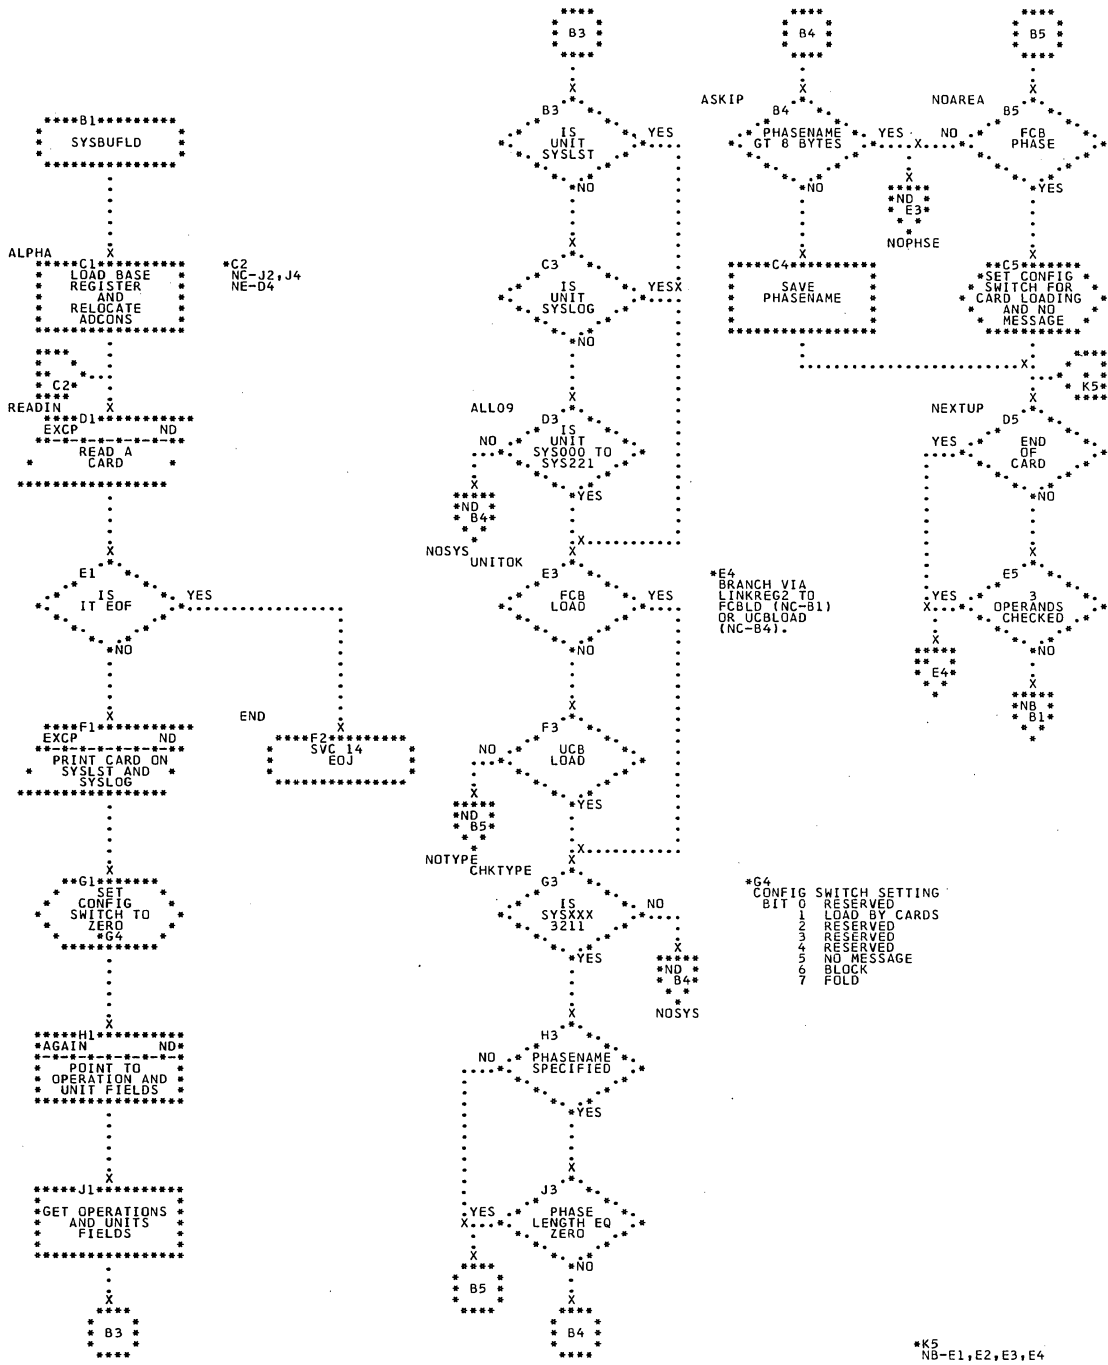 B1
SYSBUFLD
ALPHA
C1
LOAD BASE
REGISTER
AND
RELOCATE
ADCONS
*C2
NC-J2,J4
NE-D4
C2
READIN
D1
EXCP ND
READ A
CARD
E1
IS
IT EOF
YES
NO
F1
EXCP ND
PRINT CARD ON
SYSLST AND
SYSLOG
END
F2
SVC 14
EOJ
G1
SET
CONFIG
SWITCH TO
ZERO
*G4
H1
AGAIN ND
POINT TO
OPERATION AND
UNIT FIELDS
J1
GET OPERATIONS
AND UNITS
FIELDS
B3
B3
B3
IS
UNIT
SYSLST
YES
NO
C3
IS
UNIT
SYSLOG
YES
NO
ALL09
D3
IS
UNIT
SYS000 TO
SYS221
NO
YES
ND
B4
NOSYS
UNITOK
E3
FCB
LOAD
YES
NO
*E4
BRANCH VIA
LINKREG2 TO
FCBLD (NC-B1)
OR UCBLOAD
(NC-B4).
F3
UCB
LOAD
NO
YES
ND
B5
NOTYPE
CHKTYPE
G3
IS
SYSXXX
3211
NO
YES
ND
B4
NOSYS
*G4
CONFIG SWITCH SETTING
BIT 0 RESERVED
1 LOAD BY CARDS
2 RESERVED
3 RESERVED
4 RESERVED
5 NO MESSAGE
6 BLOCK
7 FOLD
H3
PHASENAME
SPECIFIED
NO
YES
J3
PHASE
LENGTH EQ
ZERO
YES
NO
B5
B4
B4
ASKIP
B4
PHASENAME
GT 8 BYTES
YES
NO
ND
E3
NOPHSE
C4
SAVE
PHASENAME
B5
NOAREA
B5
FCB
PHASE
NO
YES
C5
SET CONFIG
SWITCH FOR
CARD LOADING
AND NO
MESSAGE
K5
NEXTUP
D5
END
OF
CARD
YES
NO
E5
3
OPERANDS
CHECKED
YES
NO
E4
NB
B1
*K5
NB-E1,E2,E3,E4